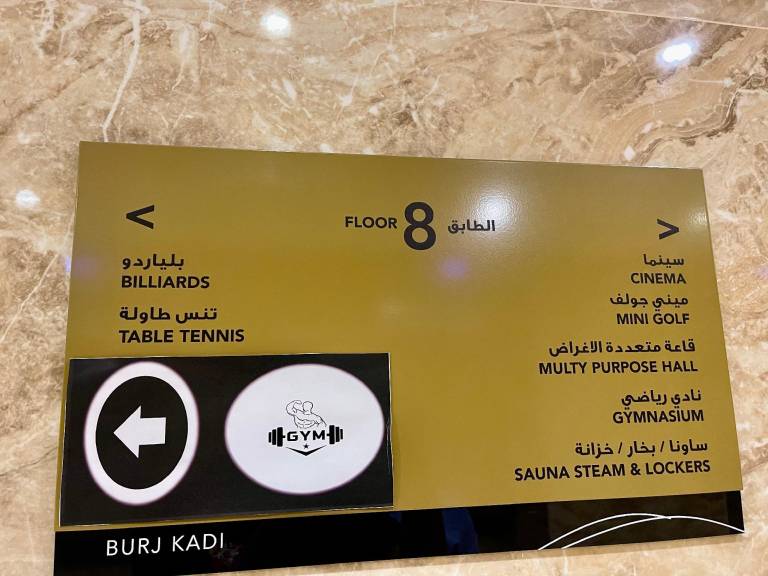 FLOOR 8 الطابق
<
بلياردو
BILLIARDS
تنس طاولة
TABLE TENNIS
GYM
>
سينما
CINEMA
ميني جولف
MINI GOLF
قاعة متعددة الاغراض
MULTY PURPOSE HALL
نادي رياضي
GYMNASIUM
ساونا / بخار / خزانة
SAUNA STEAM & LOCKERS
BURJ KADI